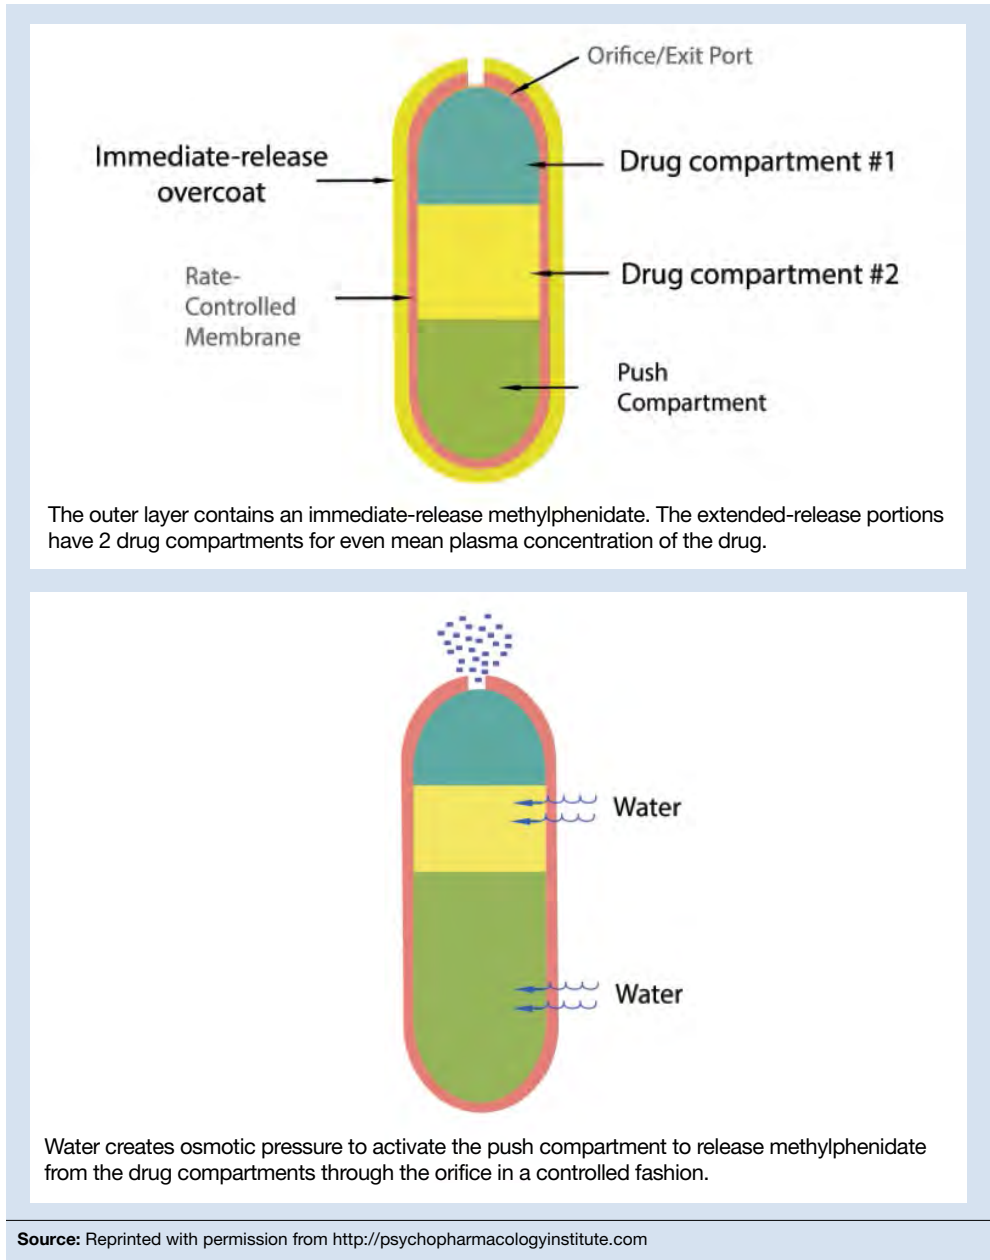 Orifice/Exit Port
Immediate-release
overcoat
Drug compartment #1
Rate-
Controlled
Membrane
Drug compartment #2
Push
Compartment
The outer layer contains an immediate-release methylphenidate. The extended-release portions
have 2 drug compartments for even mean plasma concentration of the drug.
Water
Water
Water creates osmotic pressure to activate the push compartment to release methylphenidate
from the drug compartments through the orifice in a controlled fashion.
Source: Reprinted with permission from http://psychopharmacologyinstitute.com